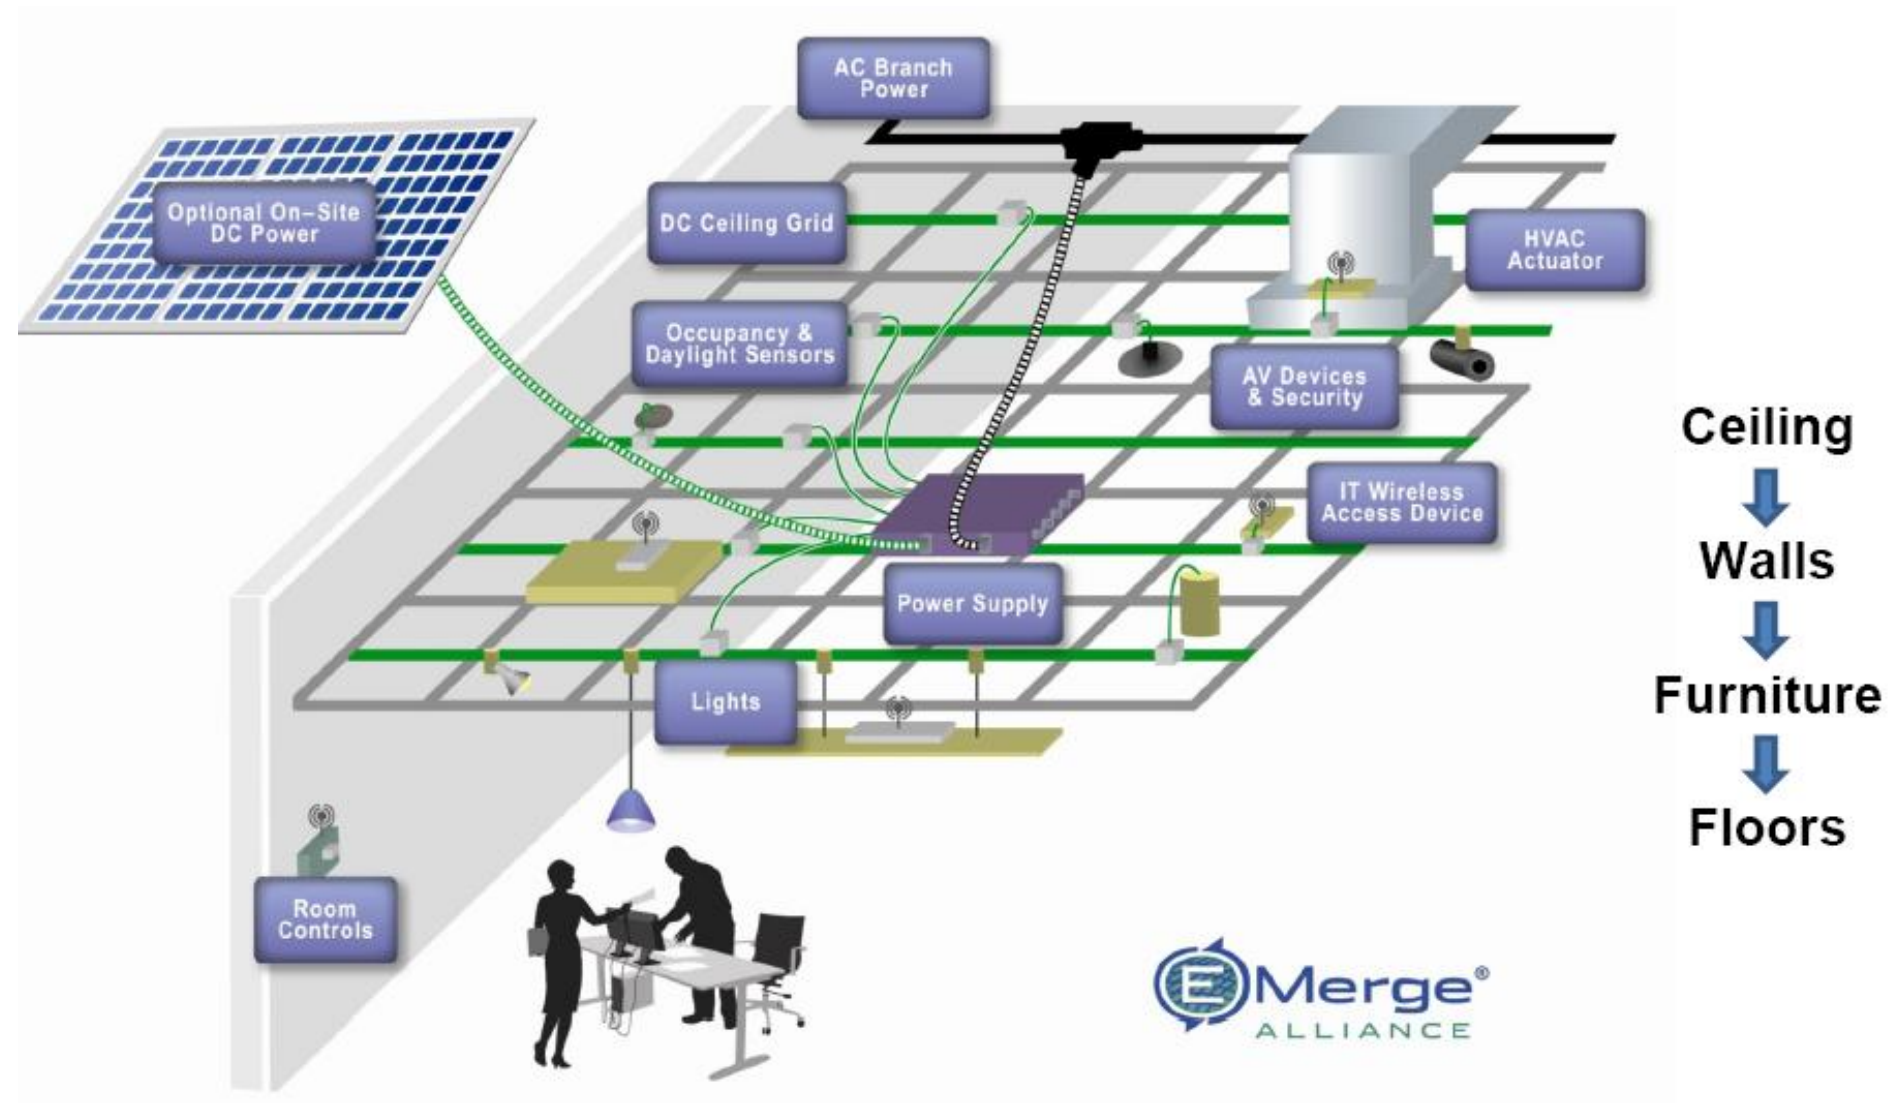 AC Branch
Power
Optional On-Site
DC Power
DC Ceiling Grid
HVAC
Actuator
Occupancy &
Daylight Sensors
AV Devices
& Security
IT Wireless
Access Device
Power Supply
Lights
Room
Controls
Ceiling
Walls
Furniture
Floors
EMerge®
ALLIANCE